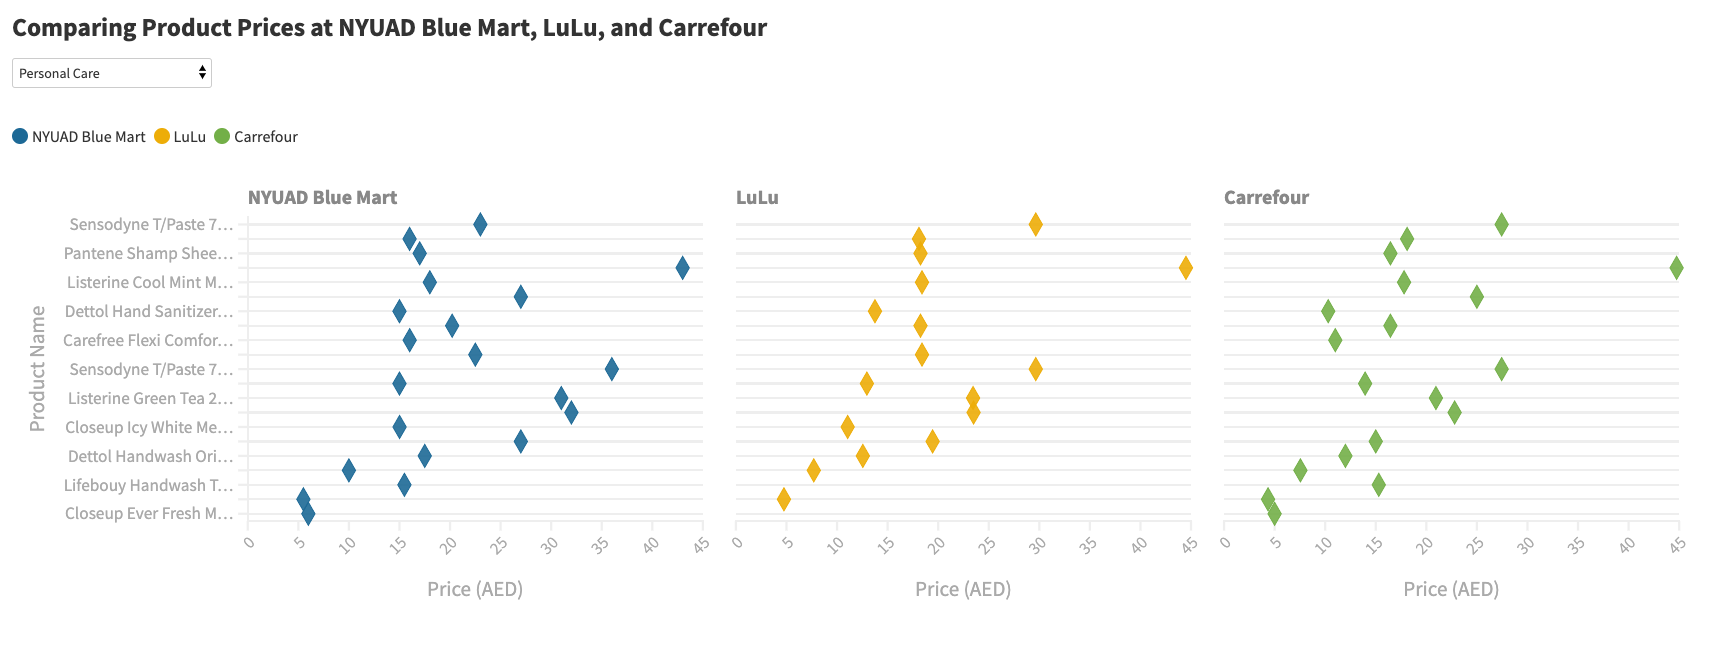 Comparing Product Prices at NYUAD Blue Mart, LuLu, and Carrefour
Personal Care
NYUAD Blue Mart LuLu Carrefour
NYUAD Blue Mart LuLu Carrefour
Product Name
Sensodyne T/Paste 7…
Pantene Shamp Shee…
Listerine Cool Mint M…
Dettol Hand Sanitizer…
Carefree Flexi Comfor…
Sensodyne T/Paste 7…
Listerine Green Tea 2…
Closeup Icy White Me…
Dettol Handwash Ori…
Lifebouy Handwash T…
Closeup Ever Fresh M…
0 5 10 15 20 25 30 35 40 45 0 5 10 15 20 25 30 35 40 45 0 5 10 15 20 25 30 35 40 45
Price (AED) Price (AED) Price (AED)